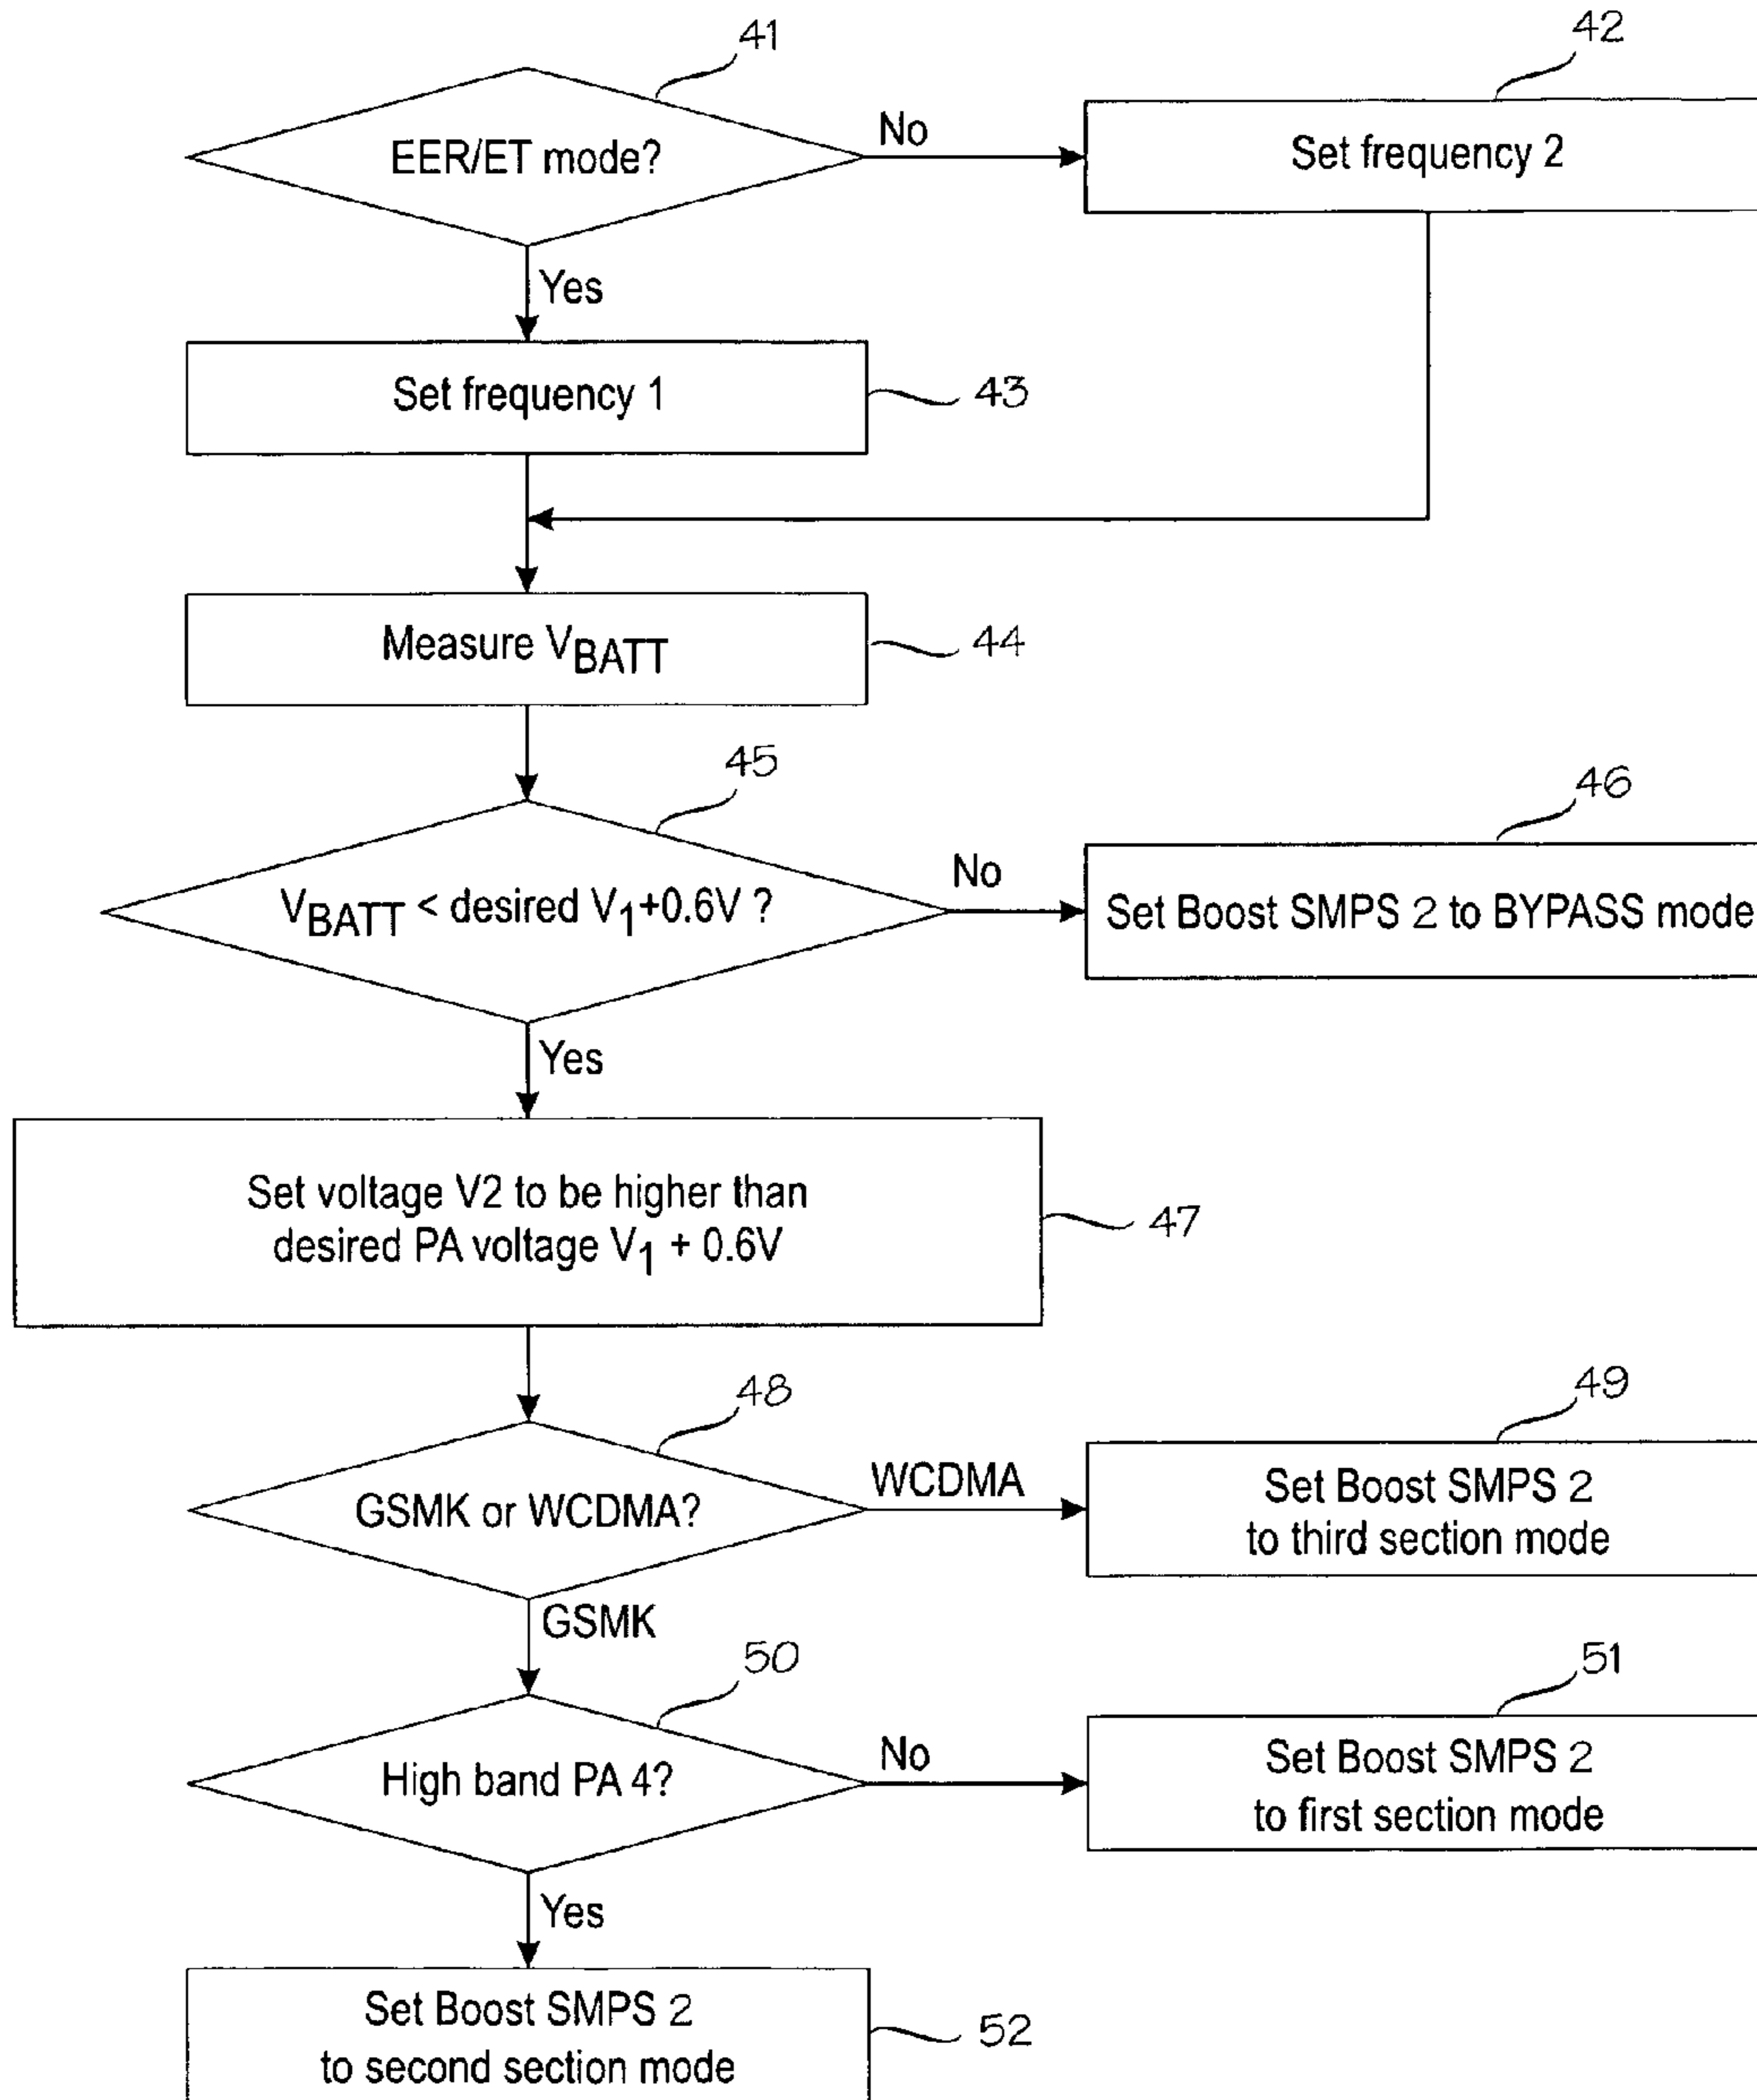 41
42
EER/ET mode?
No
Set frequency 2
Yes
Set frequency 1
43
Measure VBATT
44
45
46
VBATT < desired V1+0.6V ?
No
Set Boost SMPS 2 to BYPASS mode
Yes
Set voltage V2 to be higher than
desired PA voltage V1 + 0.6V
47
48
49
GSMK or WCDMA?
WCDMA
Set Boost SMPS 2
to third section mode
GSMK
50
51
High band PA 4?
No
Set Boost SMPS 2
to first section mode
Yes
Set Boost SMPS 2
to second section mode
52